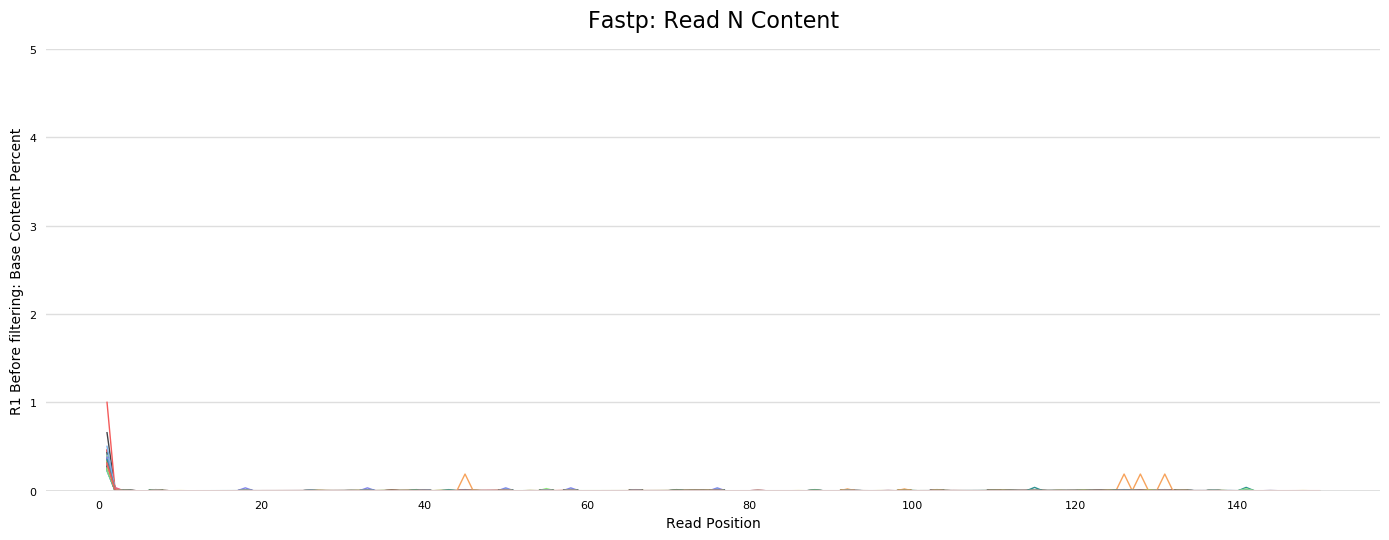 Fastp: Read N Content
R1 Before filtering: Base Content Percent
5
4
3
2
1
0
0 20 40 60 80 100 120 140
Read Position